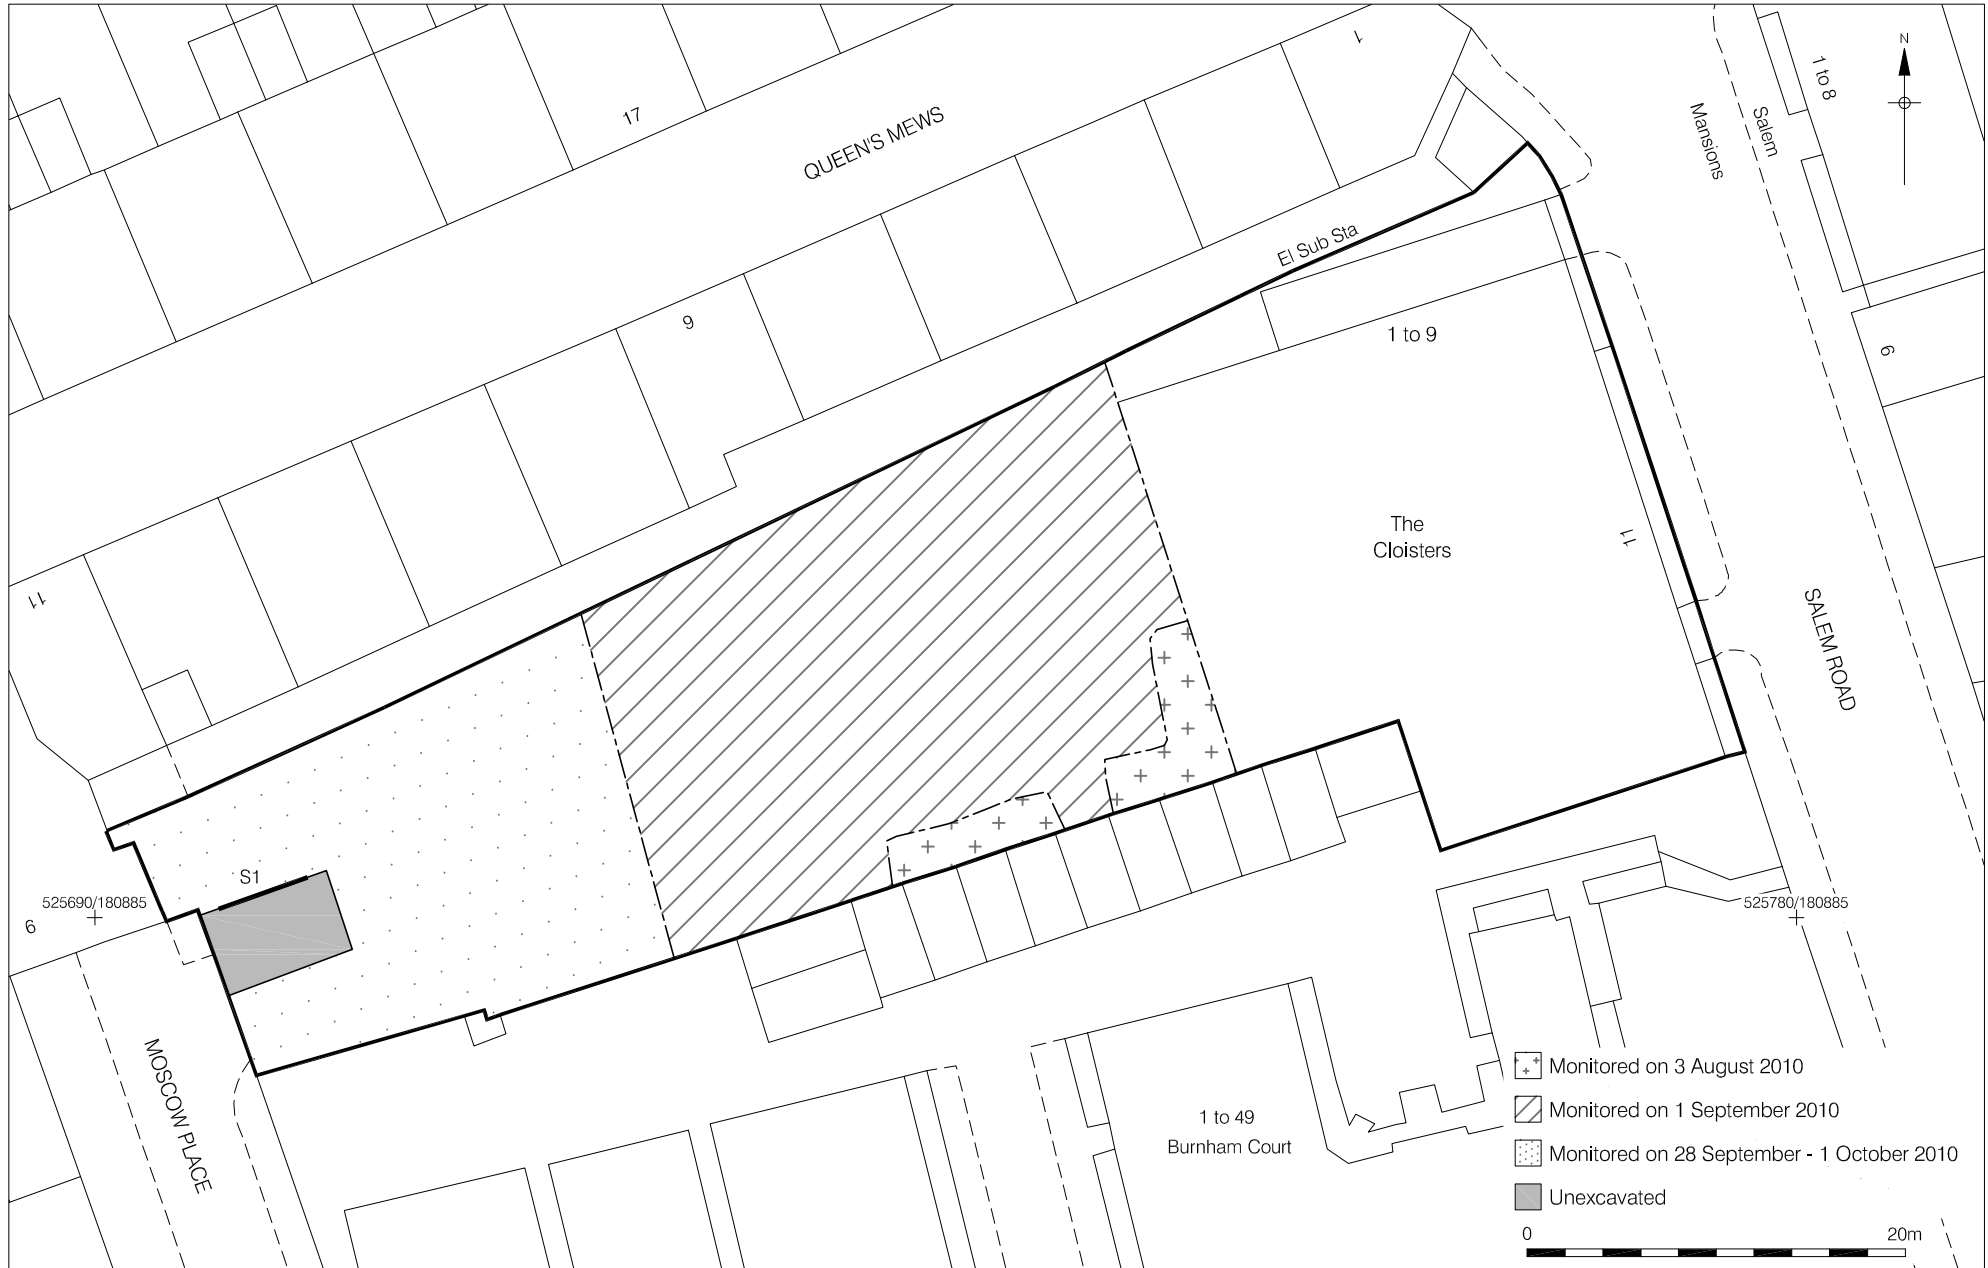 1
N
1 to 8
Salem
Mansions
17
QUEEN'S MEWS
El Sub Sta
9
1 to 9
6
The
Cloisters
11
11
SALEM ROAD
S1
525690/180885
525780/180885
6
MOSCOW PLACE
1 to 49
Burnham Court
Monitored on 3 August 2010
Monitored on 1 September 2010
Monitored on 28 September - 1 October 2010
Unexcavated
0
20m